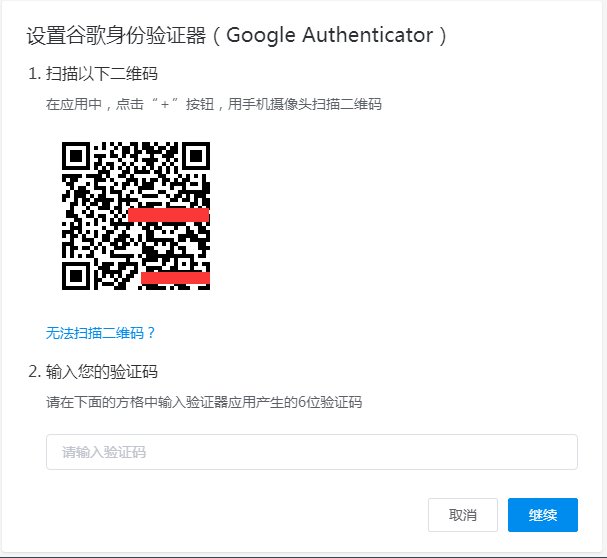 设置谷歌身份验证器（Google Authenticator）
1. 扫描以下二维码
在应用中，点击“+”按钮，用手机摄像头扫描二维码
无法扫描二维码？
2. 输入您的验证码
请在下面的方格中输入验证器应用产生的6位验证码
请输入验证码
取消 继续